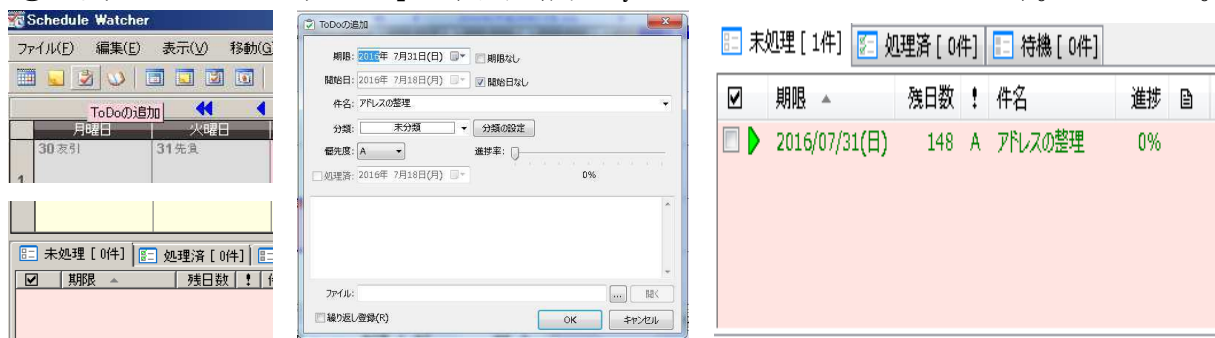 Schedule Watcher
ファイル(F) 編集(E) 表示(V) 移動(G
ToDoの追加
月曜日 火曜日
30 友引 31 先負
1
未処理 [ 0件] 処理済 [ 0件]
期限 残日数 !
ToDoの追加
期限: 2016年 7月31日(日) 期限なし
開始日: 2016年 7月18日(月) 開始日なし
件名: アドレスの整理
分類: 未分類 分類の設定
優先度: A 進捗率:
処理済: 2016年 7月18日(月) 0%
ファイル: ... 開く
繰り返し登録(R) OK キャンセル
未処理 [ 1件] 処理済 [ 0件] 待機 [ 0件]
期限 残日数 ! 件名 進捗
2016/07/31(日) 148 A アドレスの整理 0%